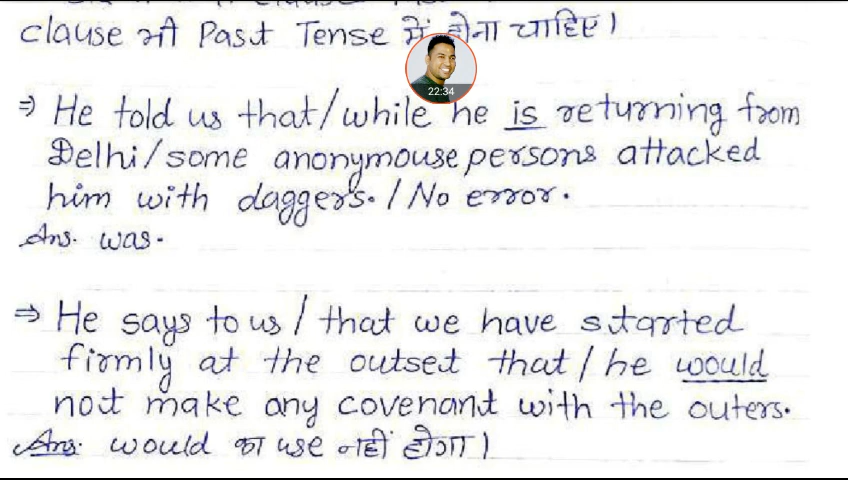 clause भी Past Tense में होना चाहिए।
22:34
⇒ He told us that/while he is returning from
Delhi/some anonymouse persons attacked
him with daggers. / No error.
Ans. was.
⇒ He says to us / that we have started
firmly at the outset that / he would
not make any covenant with the outers.
Ans. would का use नहीं होगा।